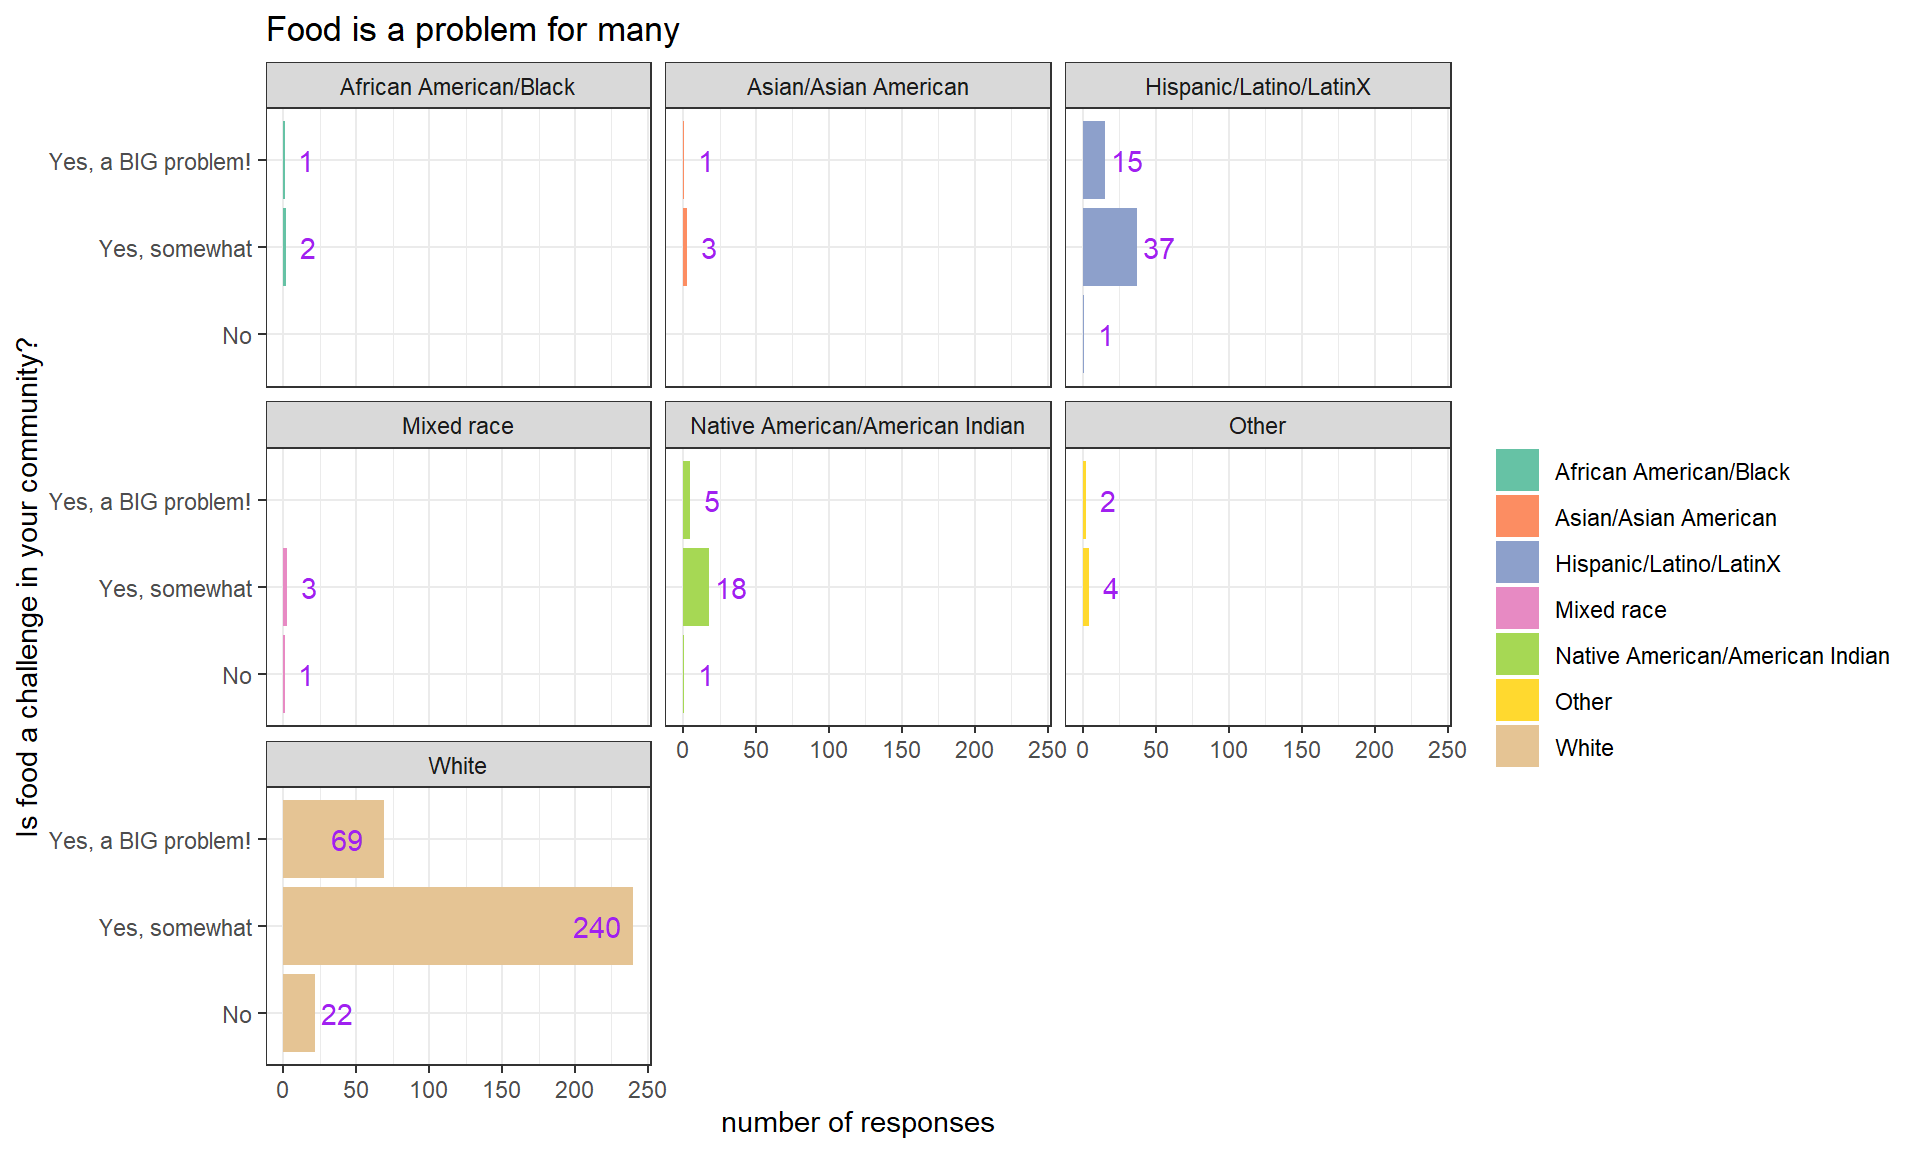 Food is a problem for many
African American/Black
Asian/Asian American
Hispanic/Latino/LatinX
Yes, a BIG problem!
1
1
15
Yes, somewhat
2
3
37
No
1
Is food a challenge in your community?
Mixed race
Native American/American Indian
Other
Yes, a BIG problem!
5
2
Yes, somewhat
3
18
4
No
1
1
0 50 100 150 200 250
0 50 100 150 200 250
White
Yes, a BIG problem!
69
Yes, somewhat
240
No
22
0 50 100 150 200 250
number of responses
African American/Black
Asian/Asian American
Hispanic/Latino/LatinX
Mixed race
Native American/American Indian
Other
White